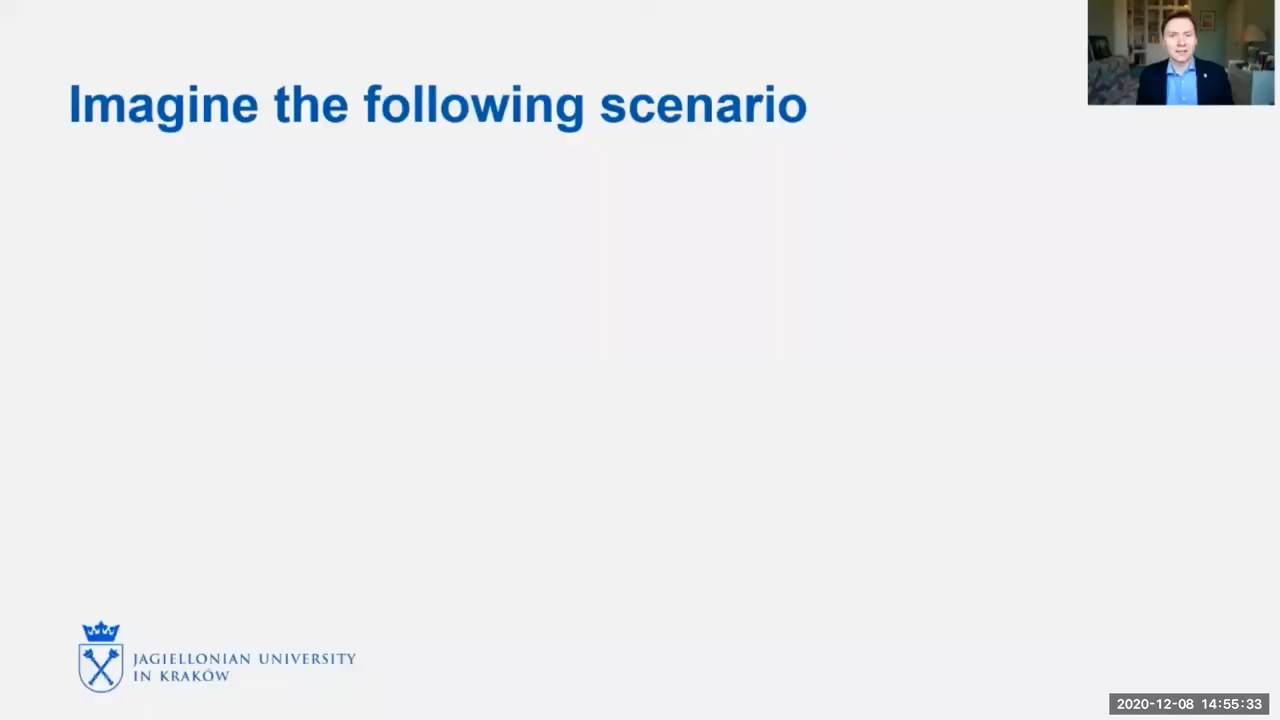 Imagine the following scenario
JAGIELLONIAN UNIVERSITY
IN KRAKÓW
2020-12-08 14:55:33